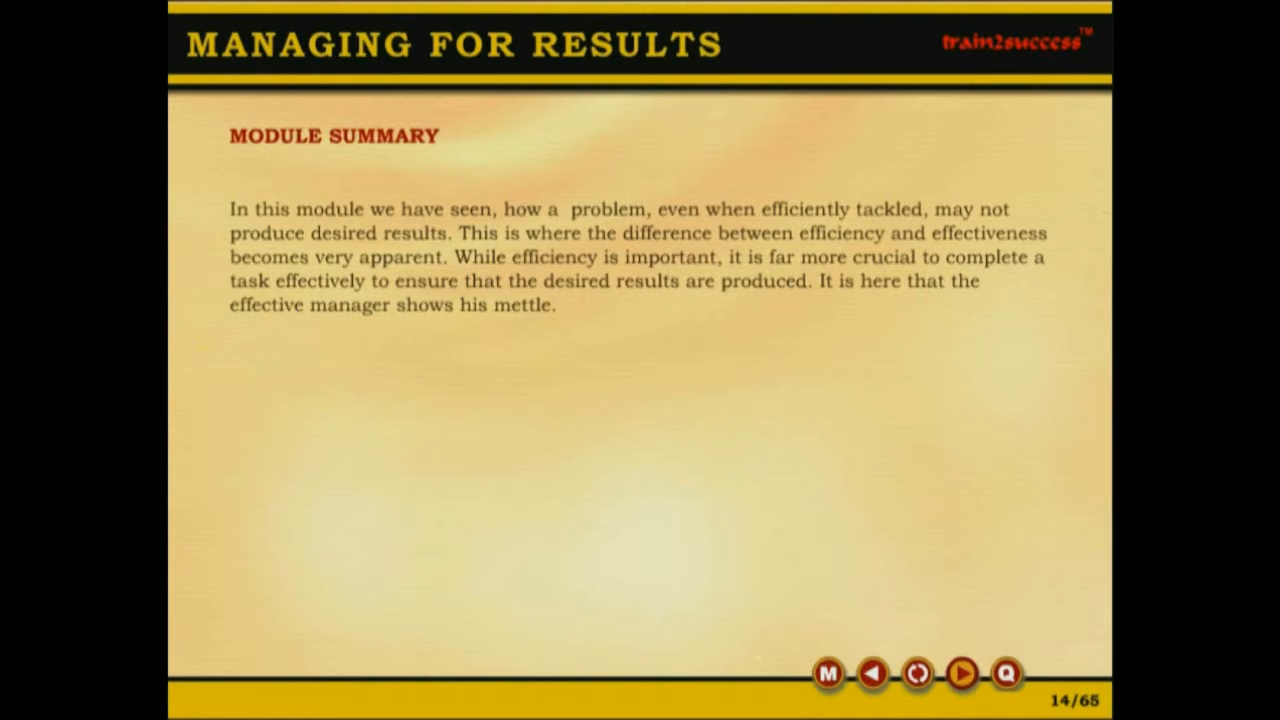 MANAGING FOR RESULTS
train2success™
MODULE SUMMARY
In this module we have seen, how a problem, even when efficiently tackled, may not
produce desired results. This is where the difference between efficiency and effectiveness
becomes very apparent. While efficiency is important, it is far more crucial to complete a
task effectively to ensure that the desired results are produced. It is here that the
effective manager shows his mettle.
M Q
14/65